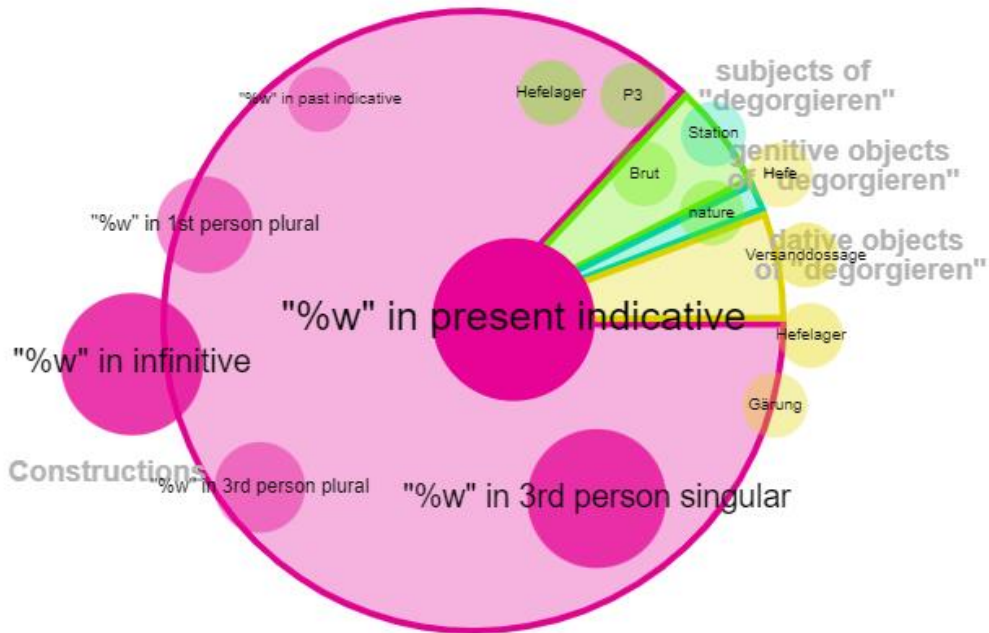 subjects of
"degorgieren"
Hefelager
P3
"%w" in past indicative
Station
genitive objects
of "degorgieren"
Brut
Hefe
nature
"%w" in 1st person plural
dative objects
of "degorgieren"
Versanddossage
"%w" in present indicative
Hefelager
"%w" in infinitive
Gärung
Constructions
"%w" in 3rd person plural
"%w" in 3rd person singular